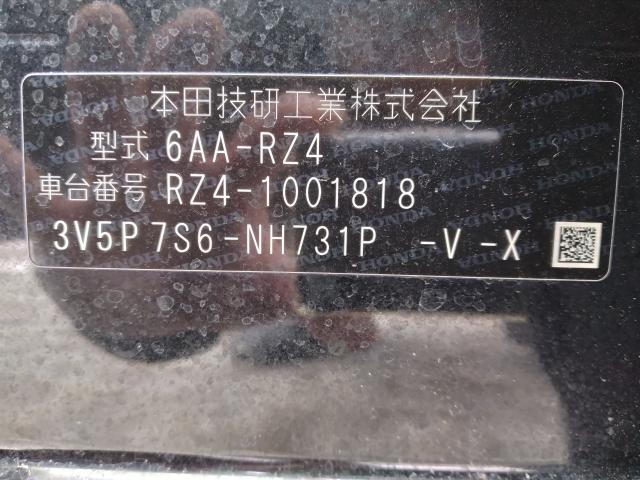 本田技研工業株式会社
型式 6AA-RZ4
車台番号 RZ4-1001818
3V5P 7S6-NH731P -V -X